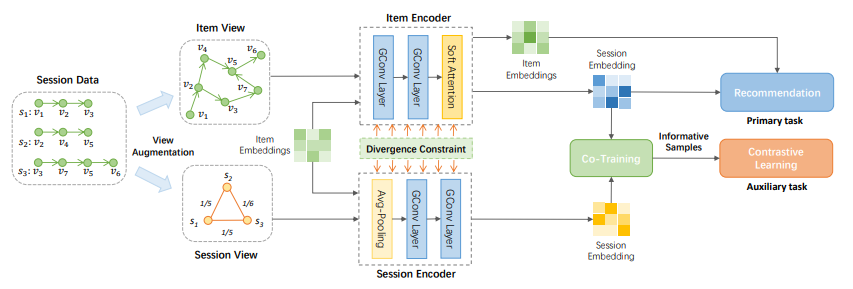 Session Data
s1: v1 v2 v3
s2: v2 v4 v5
s3: v3 v7 v5 v6
View
Augmentation
Item View
v4
v6
v5
v2
v7
v3
v1
s2
1/5
1/6
s1
s3
1/5
Session View
Item
Embeddings
Item Encoder
GConv Layer
GConv Layer
Soft Attention
Divergence Constraint
Avg-Pooling
GConv Layer
GConv Layer
Session Encoder
Item
Embeddings
Session
Embedding
Co-Training
Session
Embedding
Informative
Samples
Recommendation
Primary task
Contrastive
Learning
Auxiliary task